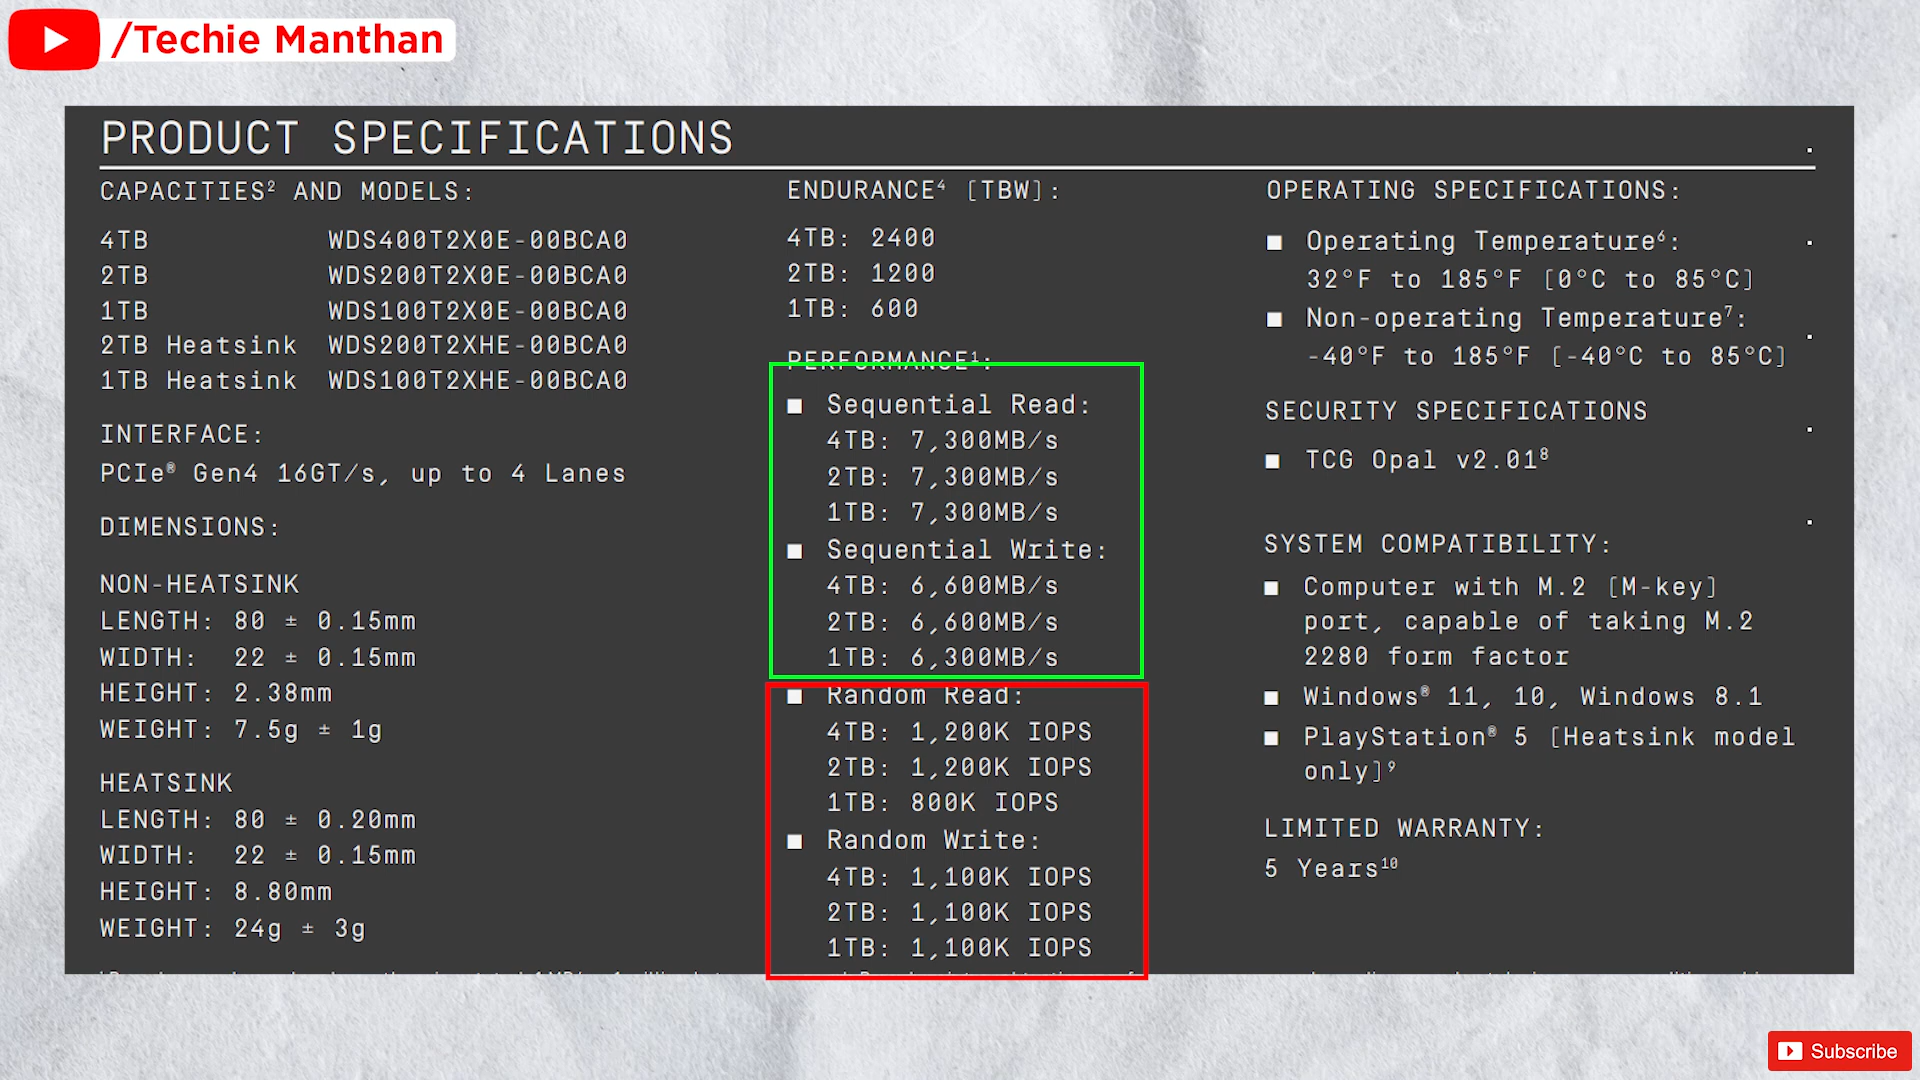 /Techie Manthan
PRODUCT SPECIFICATIONS
CAPACITIES² AND MODELS:
4TB WDS400T2X0E-00BCA0
2TB WDS200T2X0E-00BCA0
1TB WDS100T2X0E-00BCA0
2TB Heatsink WDS200T2XHE-00BCA0
1TB Heatsink WDS100T2XHE-00BCA0
INTERFACE:
PCIe® Gen4 16GT/s, up to 4 Lanes
DIMENSIONS:
NON-HEATSINK
LENGTH: 80 ± 0.15mm
WIDTH: 22 ± 0.15mm
HEIGHT: 2.38mm
WEIGHT: 7.5g ± 1g
HEATSINK
LENGTH: 80 ± 0.20mm
WIDTH: 22 ± 0.15mm
HEIGHT: 8.80mm
WEIGHT: 24g ± 3g
ENDURANCE⁴ [TBW]:
4TB: 2400
2TB: 1200
1TB: 600
PERFORMANCE¹:
■ Sequential Read:
4TB: 7,300MB/s
2TB: 7,300MB/s
1TB: 7,300MB/s
■ Sequential Write:
4TB: 6,600MB/s
2TB: 6,600MB/s
1TB: 6,300MB/s
■ Random Read:
4TB: 1,200K IOPS
2TB: 1,200K IOPS
1TB: 800K IOPS
■ Random Write:
4TB: 1,100K IOPS
2TB: 1,100K IOPS
1TB: 1,100K IOPS
OPERATING SPECIFICATIONS:
■ Operating Temperature⁶:
32°F to 185°F [0°C to 85°C]
■ Non-operating Temperature⁷:
-40°F to 185°F [-40°C to 85°C]
SECURITY SPECIFICATIONS
■ TCG Opal v2.01⁸
SYSTEM COMPATIBILITY:
■ Computer with M.2 [M-key]
port, capable of taking M.2
2280 form factor
■ Windows® 11, 10, Windows 8.1
■ PlayStation® 5 [Heatsink model
only]⁹
LIMITED WARRANTY:
5 Years¹⁰
Subscribe